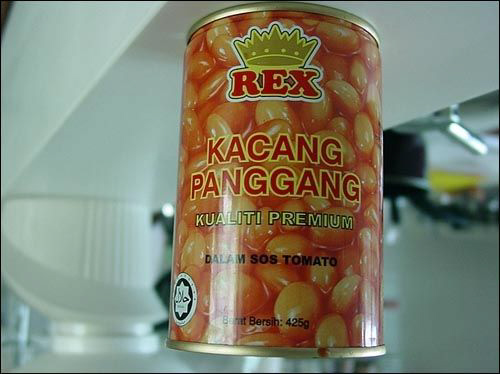 REX
KACANG
PANGGANG
KUALITI PREMIUM
DALAM SOS TOMATO
Berat Bersih: 425g